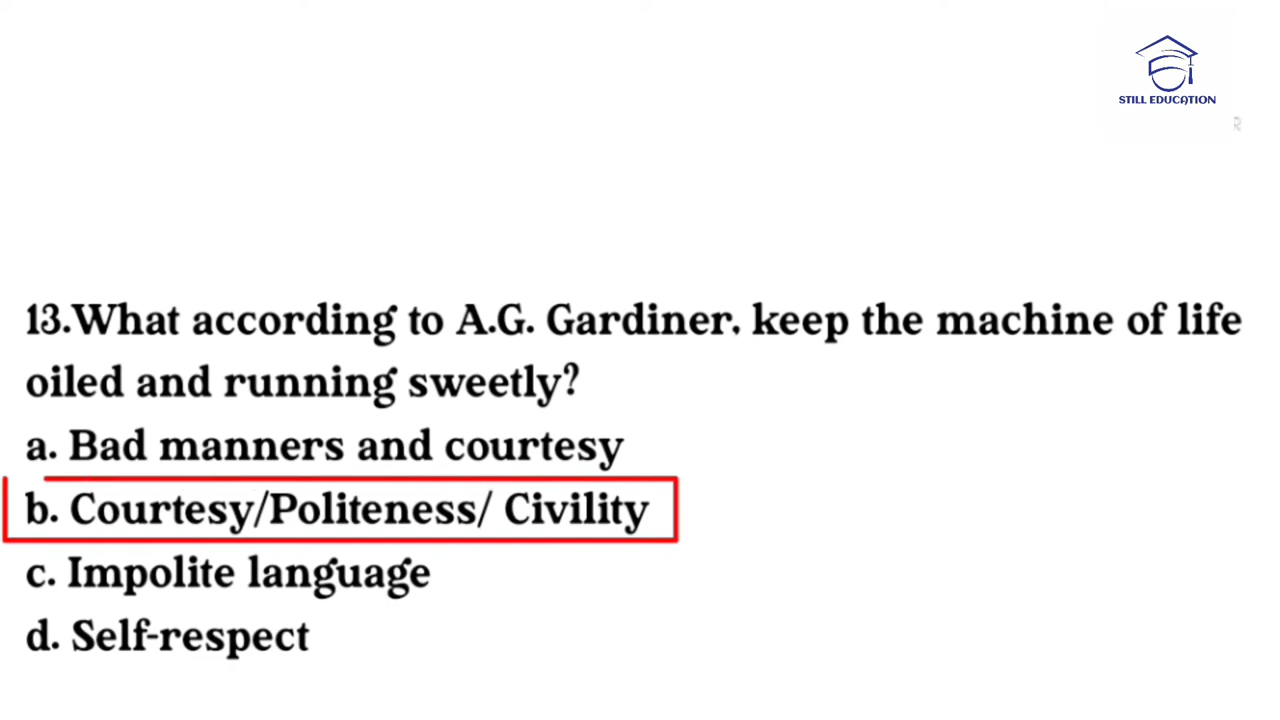 STILL EDUCATION
13.What according to A.G. Gardiner. keep the machine of life
oiled and running sweetly?
a. Bad manners and courtesy
b. Courtesy/Politeness/ Civility
c. Impolite language
d. Self-respect